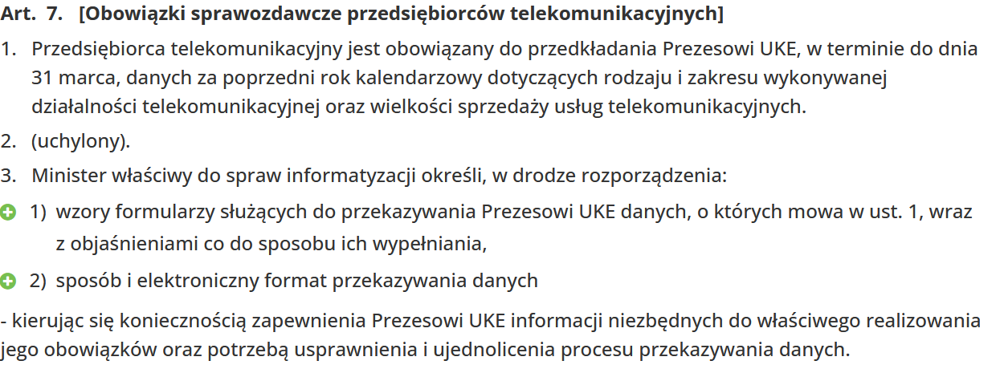 Art. 7. [Obowiązki sprawozdawcze przedsiębiorców telekomunikacyjnych]
1. Przedsiębiorca telekomunikacyjny jest obowiązany do przedkładania Prezesowi UKE, w terminie do dnia
31 marca, danych za poprzedni rok kalendarzowy dotyczących rodzaju i zakresu wykonywanej
działalności telekomunikacyjnej oraz wielkości sprzedaży usług telekomunikacyjnych.
2. (uchylony).
3. Minister właściwy do spraw informatyzacji określi, w drodze rozporządzenia:
1) wzory formularzy służących do przekazywania Prezesowi UKE danych, o których mowa w ust. 1, wraz
z objaśnieniami co do sposobu ich wypełniania,
2) sposób i elektroniczny format przekazywania danych
- kierując się koniecznością zapewnienia Prezesowi UKE informacji niezbędnych do właściwego realizowania
jego obowiązków oraz potrzebą usprawnienia i ujednolicenia procesu przekazywania danych.